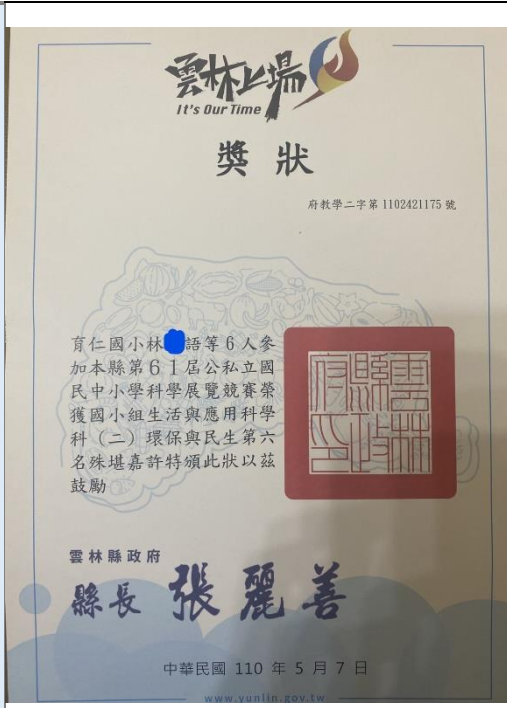 雲林上場
It's Our Time
獎狀
府教學二字第1102421175號
育仁國小林 語等6人參
加本縣第61屆公私立國
民中小學科學展覽競賽榮
獲國小組生活與應用科學
科（二）環保與民生第六
名殊堪嘉許特頒此狀以茲
鼓勵
雲林縣政府印
雲林縣政府
縣長 張麗善
中華民國 110 年 5 月 7 日
www.yunlin.gov.tw